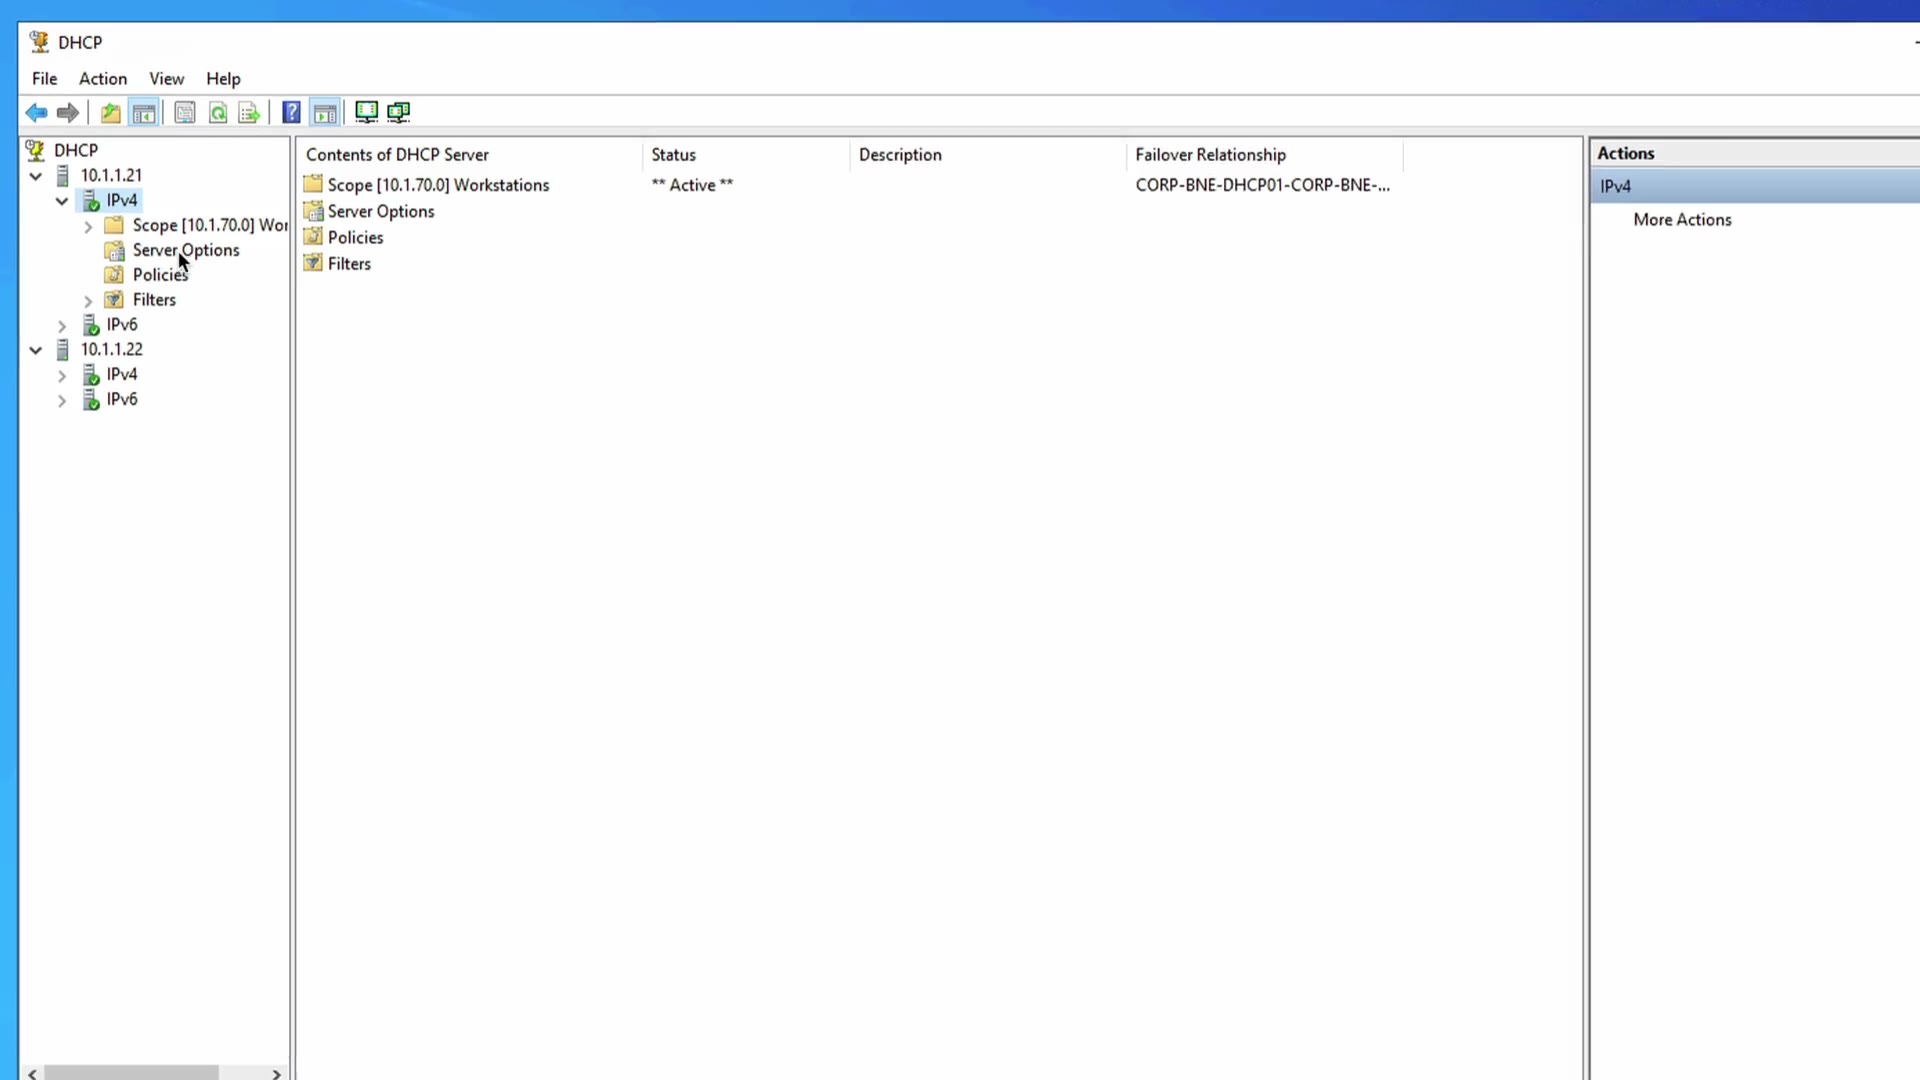 DHCP
File Action View Help
DHCP
10.1.1.21
IPv4
Scope [10.1.70.0] Wor
Server Options
Policies
Filters
IPv6
10.1.1.22
IPv4
IPv6
Contents of DHCP Server Status Description Failover Relationship
Scope [10.1.70.0] Workstations ** Active ** CORP-BNE-DHCP01-CORP-BNE-...
Server Options
Policies
Filters
Actions
IPv4
More Actions